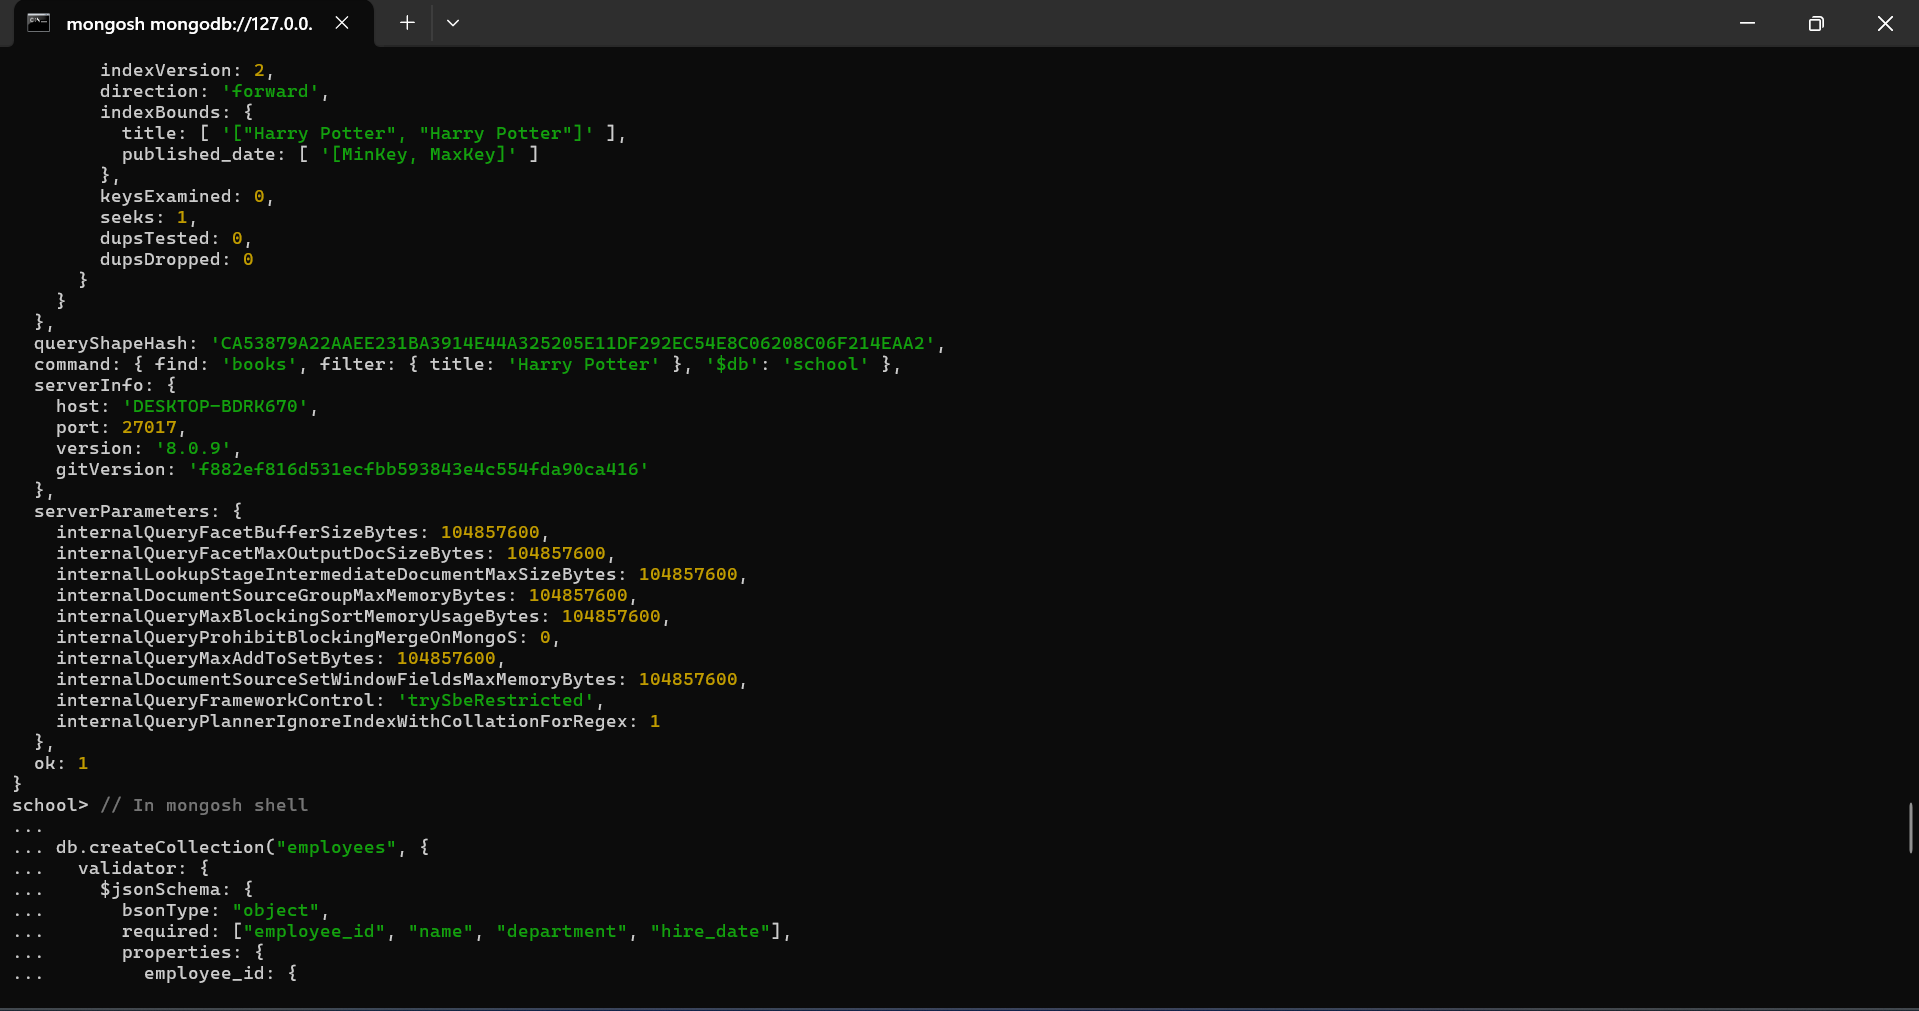 mongosh mongodb://127.0.0.
indexVersion: 2,
direction: 'forward',
indexBounds: {
title: [ '["Harry Potter", "Harry Potter"]' ],
published_date: [ '[MinKey, MaxKey]' ]
},
keysExamined: 0,
seeks: 1,
dupsTested: 0,
dupsDropped: 0
}
}
},
queryShapeHash: 'CA53879A22AAEE231BA3914E44A325205E11DF292EC54E8C06208C06F214EAA2',
command: { find: 'books', filter: { title: 'Harry Potter' }, '$db': 'school' },
serverInfo: {
host: 'DESKTOP-BDRK670',
port: 27017,
version: '8.0.9',
gitVersion: 'f882ef816d531ecfbb593843e4c554fda90ca416'
},
serverParameters: {
internalQueryFacetBufferSizeBytes: 104857600,
internalQueryFacetMaxOutputDocSizeBytes: 104857600,
internalLookupStageIntermediateDocumentMaxSizeBytes: 104857600,
internalDocumentSourceGroupMaxMemoryBytes: 104857600,
internalQueryMaxBlockingSortMemoryUsageBytes: 104857600,
internalQueryProhibitBlockingMergeOnMongoS: 0,
internalQueryMaxAddToSetBytes: 104857600,
internalDocumentSourceSetWindowFieldsMaxMemoryBytes: 104857600,
internalQueryFrameworkControl: 'trySbeRestricted',
internalQueryPlannerIgnoreIndexWithCollationForRegex: 1
},
ok: 1
}
school> // In mongosh shell
...
... db.createCollection("employees", {
...   validator: {
...     $jsonSchema: {
...       bsonType: "object",
...       required: ["employee_id", "name", "department", "hire_date"],
...       properties: {
...         employee_id: {